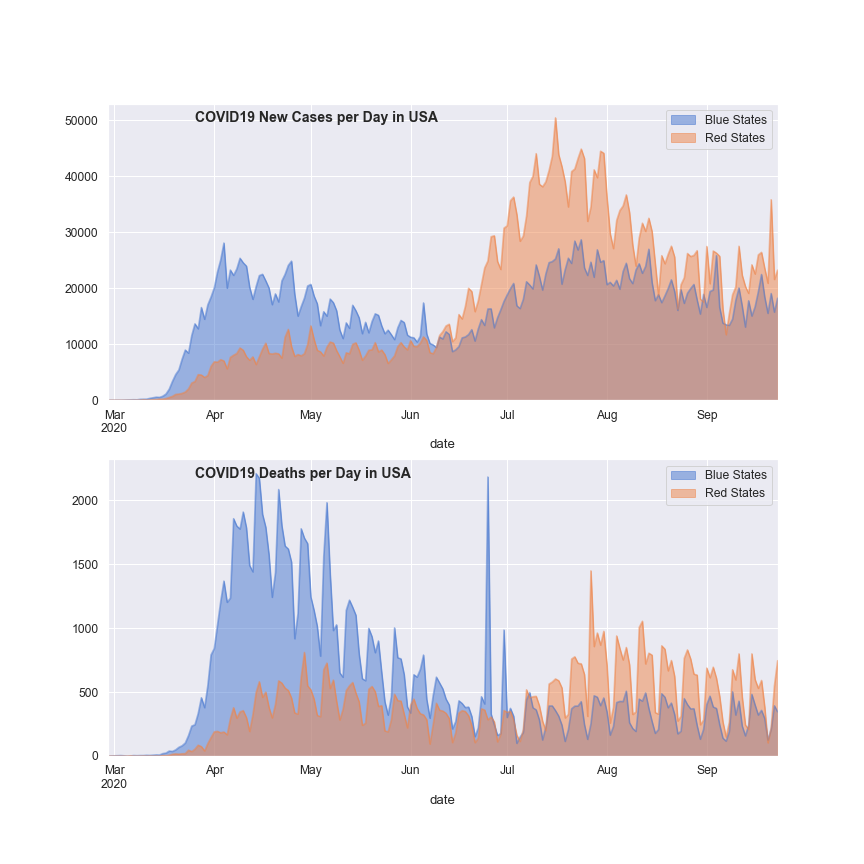 COVID19 New Cases per Day in USA
Blue States
Red States
50000
40000
30000
20000
10000
0
Mar Apr May Jun Jul Aug Sep
2020
date
COVID19 Deaths per Day in USA
Blue States
Red States
2000
1500
1000
500
0
Mar Apr May Jun Jul Aug Sep
2020
date